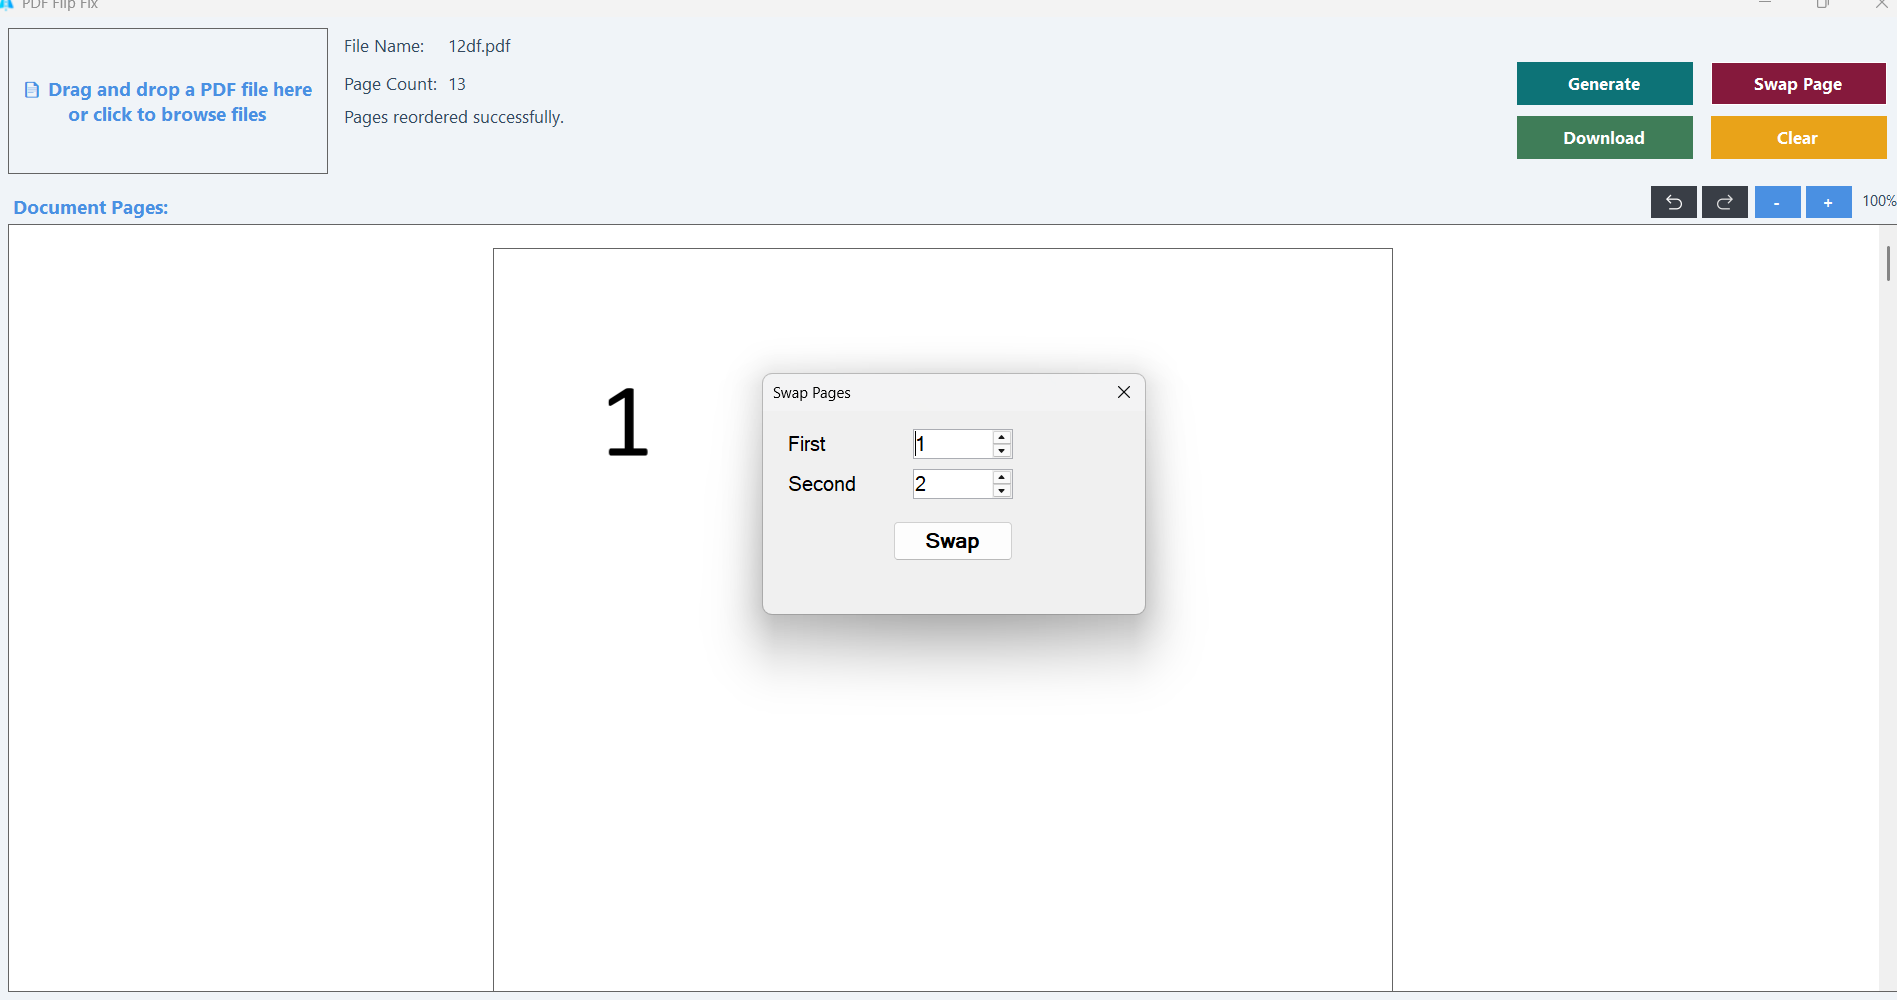 PDF Flip Fix
Drag and drop a PDF file here
or click to browse files
File Name: 12df.pdf
Page Count: 13
Pages reordered successfully.
Generate
Swap Page
Download
Clear
Document Pages:
-
+
100%
1
Swap Pages
First 1
Second 2
Swap